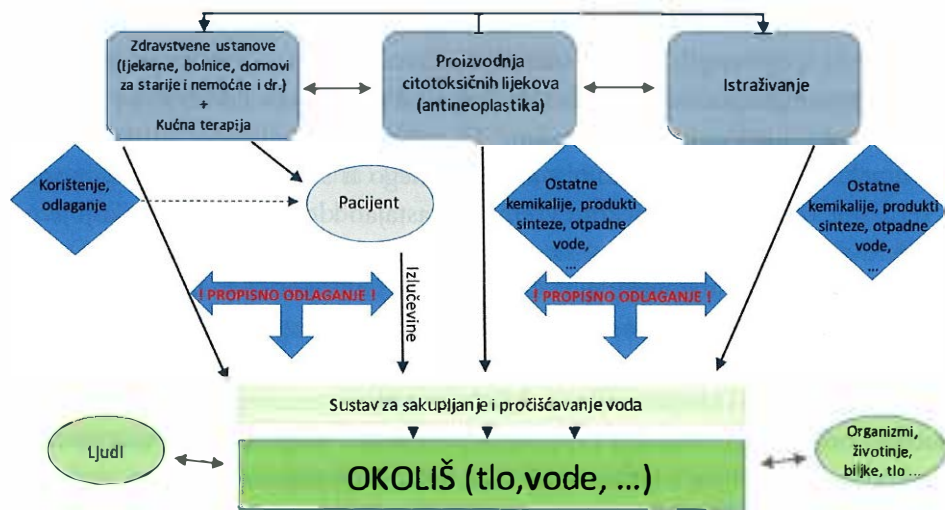 Zdravstvene ustanove
(ljekarne, bolnice, domovi
za starije i nemoćne i dr.)
+
Kućna terapija
Proizvodnja
citotoksičnih lijekova
(antineoplastika)
Istraživanje
Korištenje,
odlaganje
Pacijent
Ostatne
kemikalije, produkti
sinteze, otpadne
vode,
...
Ostatne
kemikalije, produkti
sinteze, otpadne
vode,
...
Izlučevine
! PROPISNO ODLAGANJE !
! PROPISNO ODLAGANJE !
Sustav za sakupljanje i pročišćavanje voda
Ljudi
OKOLIŠ (tlo,vode, ...)
Organizmi,
životinje,
biljke, tlo ...